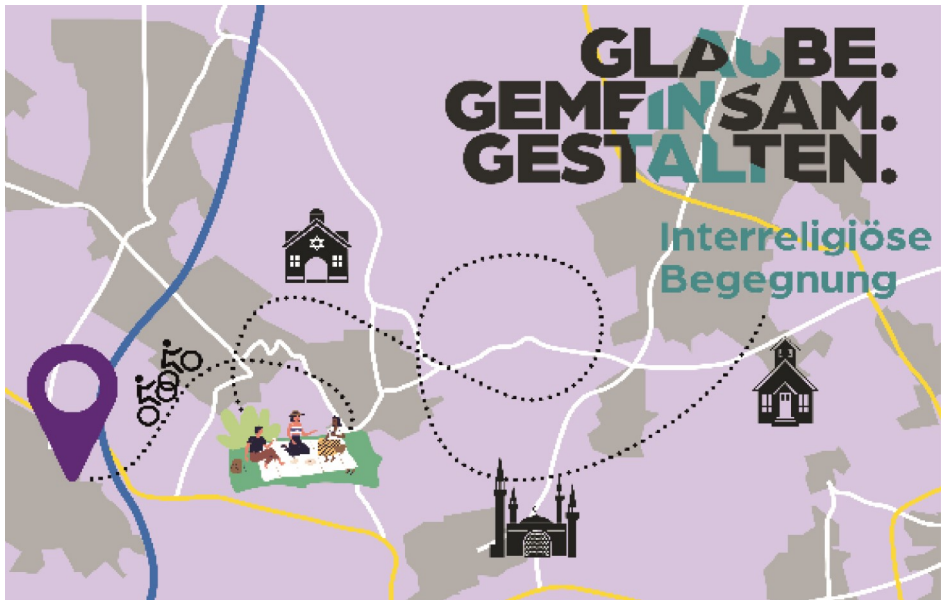 GLAUBE.
GEMEINSAM.
GESTALTEN.
Interreligiöse
Begegnung